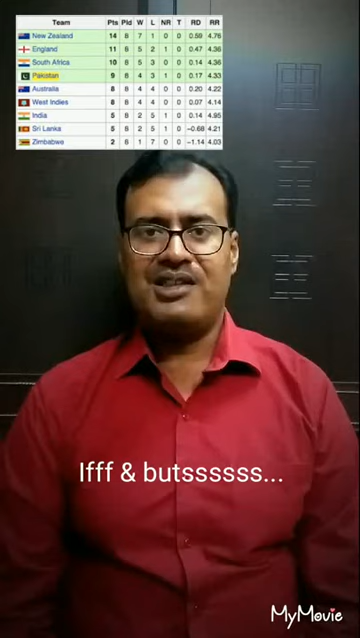 Team Pts Pld W L NR T RD RR
New Zealand 14 8 7 1 0 0 0.59 4.76
England 11 8 5 2 1 0 0.47 4.36
South Africa 10 8 5 3 0 0 0.14 4.36
Pakistan 9 8 4 3 1 0 0.17 4.33
Australia 8 8 4 4 0 0 0.20 4.22
West Indies 8 8 4 4 0 0 0.07 4.14
India 5 8 2 5 1 0 0.14 4.95
Sri Lanka 5 8 2 5 1 0 −0.68 4.21
Zimbabwe 2 8 1 7 0 0 −1.14 4.03
Ifff & butssssss...
MyMovie